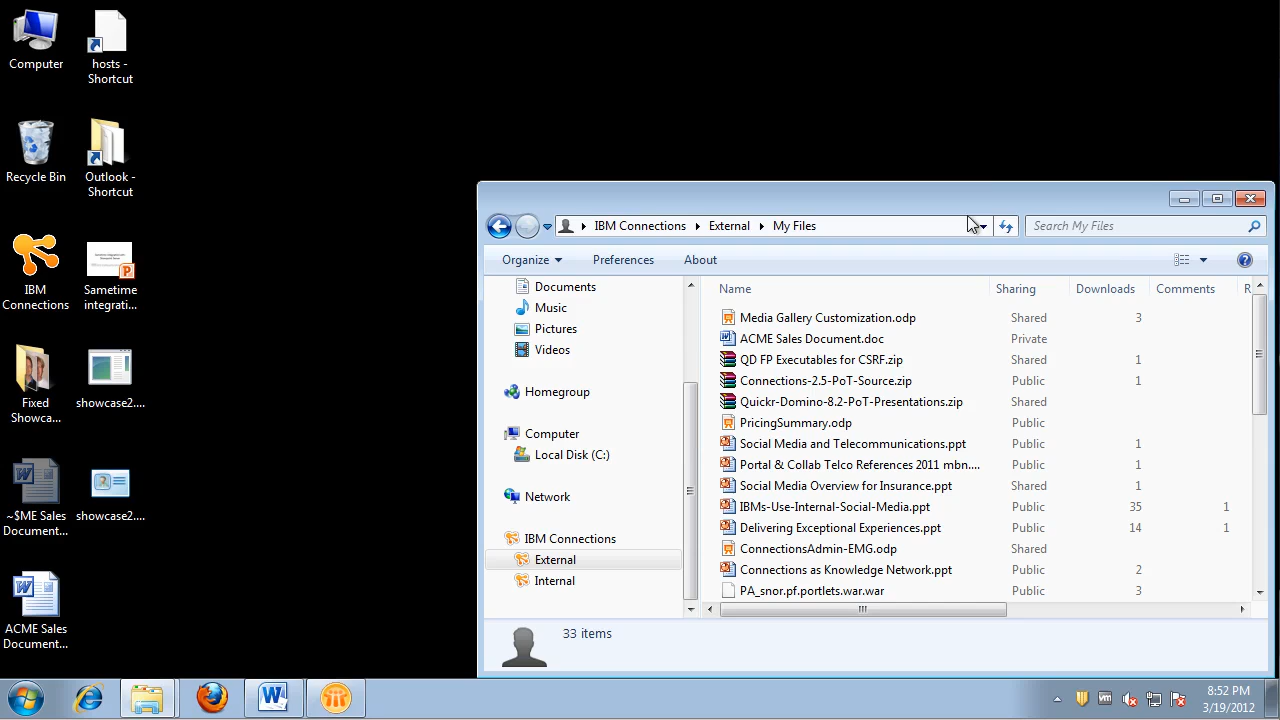 Computer
hosts -
Shortcut
Recycle Bin
Outlook -
Shortcut
IBM
Connections
Sametime
integrati...
Fixed
Showca...
showcase2....
~$ME Sales
Document...
showcase2....
ACME Sales
Document...
IBM Connections External My Files
Search My Files
Organize Preferences About
Documents
Music
Pictures
Videos
Homegroup
Computer
Local Disk (C:)
Network
IBM Connections
External
Internal
Name Sharing Downloads Comments R
Media Gallery Customization.odp Shared 3
ACME Sales Document.doc Private
QD FP Executables for CSRF.zip Shared 1
Connections-2.5-PoT-Source.zip Public 1
Quickr-Domino-8.2-PoT-Presentations.zip Shared
PricingSummary.odp Public
Social Media and Telecommunications.ppt Public 1
Portal & Other Telco References 2011 mbn.... Public 1
Social Media Overview for Insurance.ppt Public 1
IBMs-Use-Internal-Social-Media.ppt Public 35 1
Delivering Exceptional Experiences.ppt Public 14 1
ConnectionsAdmin-EMG.odp Shared
Connections as Knowledge Network.ppt Public 2
PA_snor.pf.portlets.war.war Public 3
33 items
8:52 PM
3/19/2012